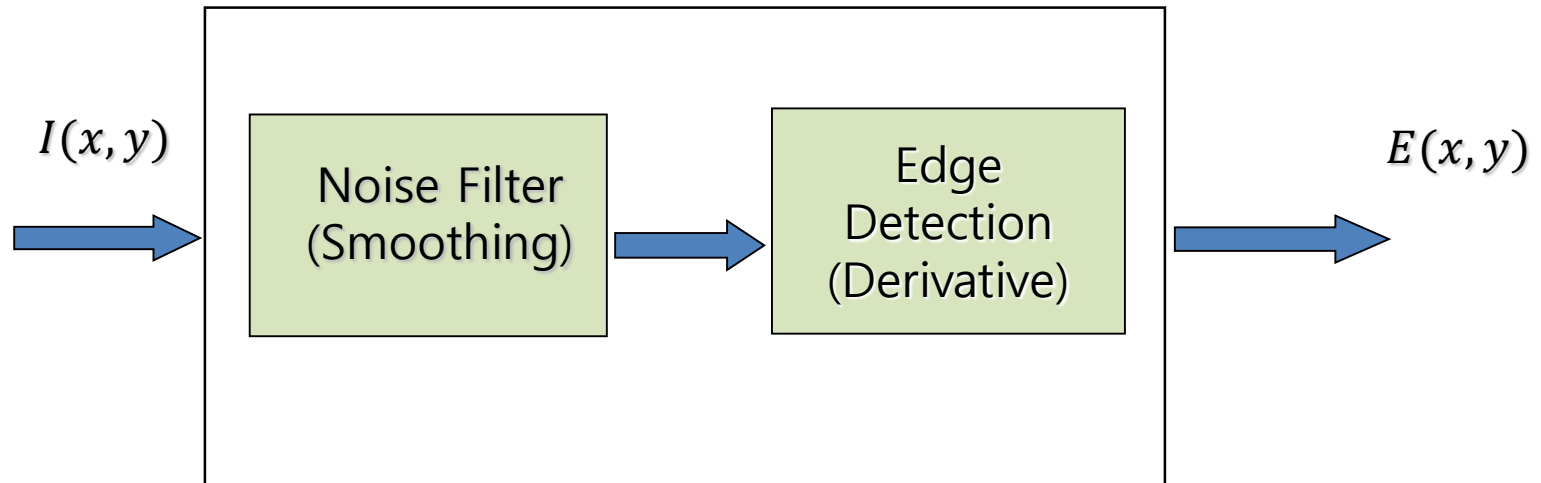 I(x, y)
Noise Filter
(Smoothing)
Edge
Detection
(Derivative)
E(x, y)